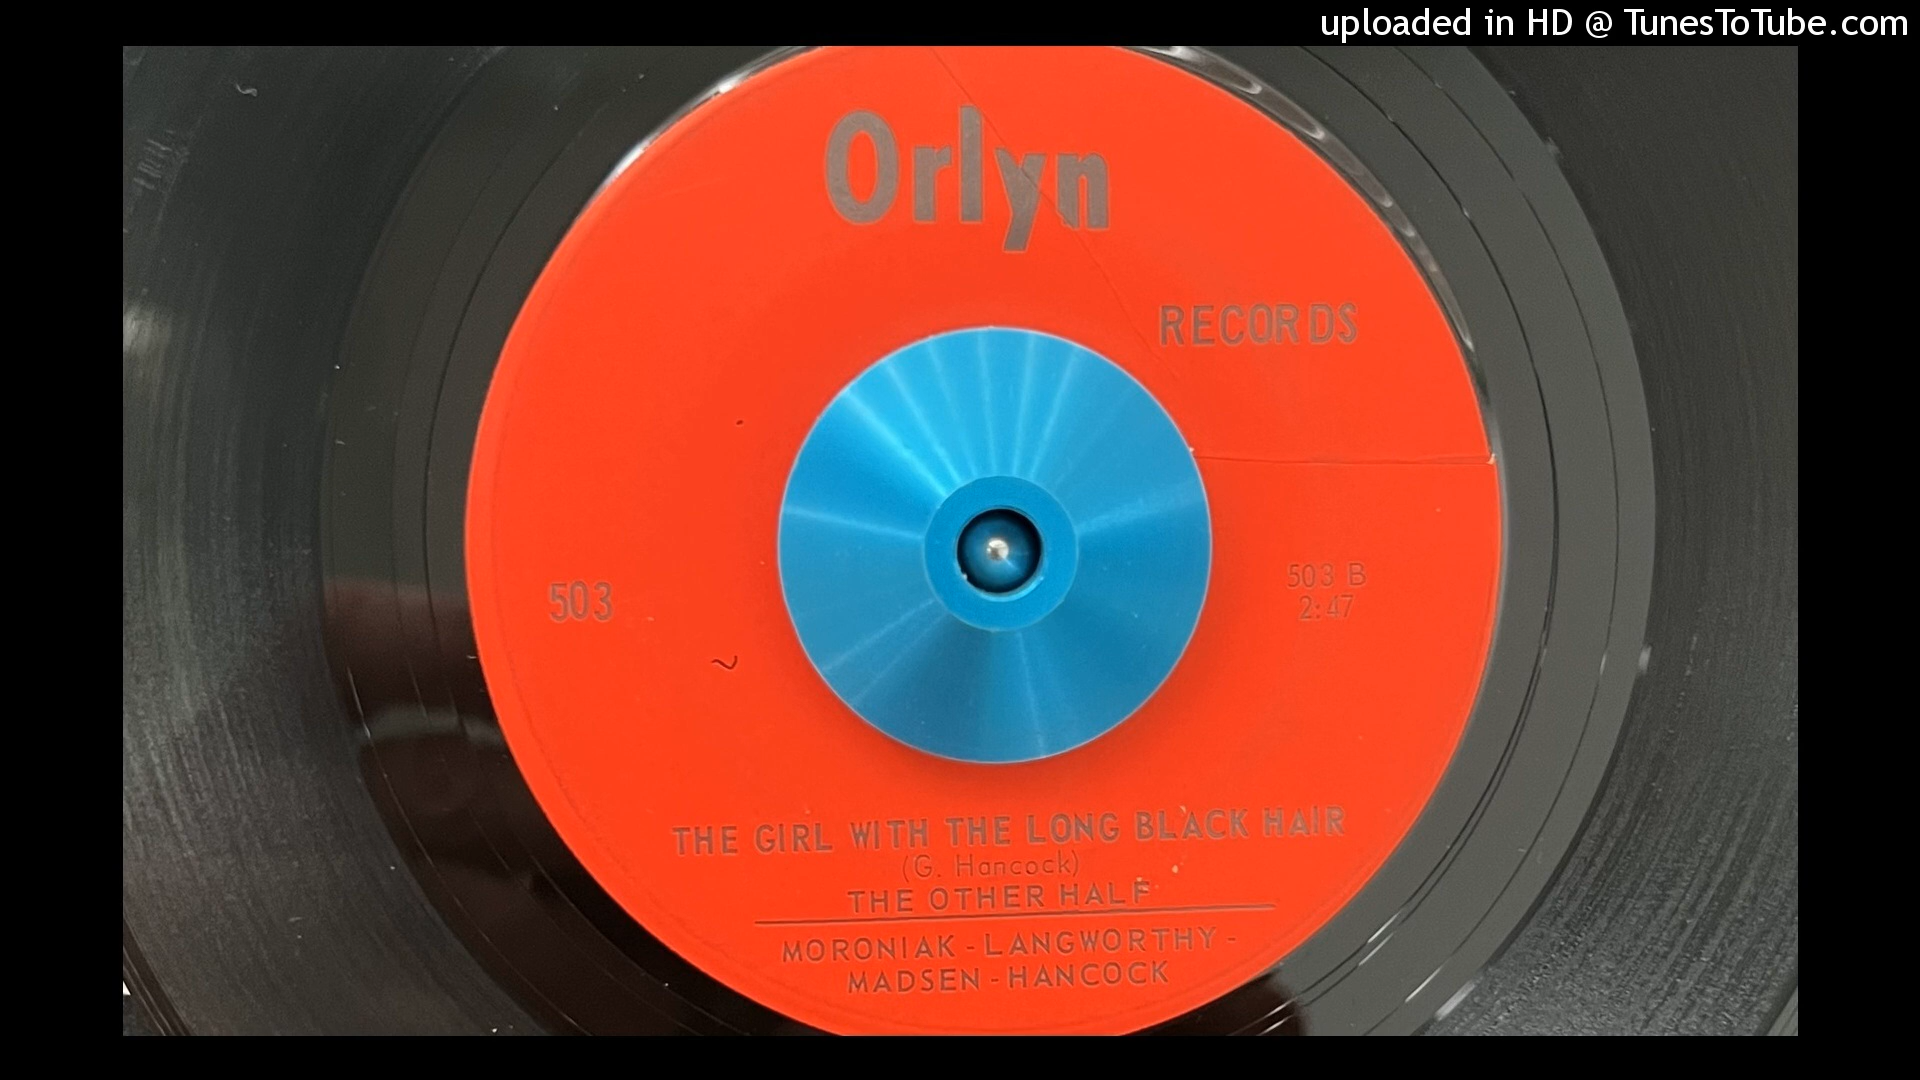 uploaded in HD @ TunesToTube.com
Orlyn
RECORDS
503
503 B
2:47
THE GIRL WITH THE LONG BLACK HAIR
(G. Hancock)
THE OTHER HALF
MORONIAK - LANGWORTHY -
MADSEN - HANCOCK